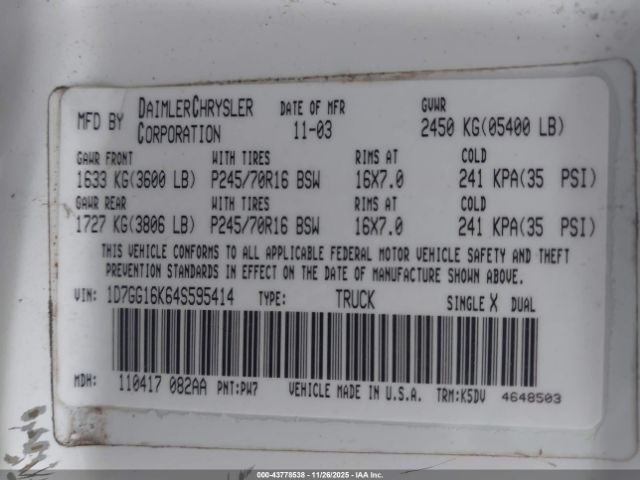 MFD BY DAIMLERCHRYSLER CORPORATION DATE OF MFR 11-03 GVWR 2450 KG(05400 LB)
GAWR FRONT WITH TIRES RIMS AT COLD
1633 KG(3600 LB) P245/70R16 BSW 16X7.0 241 KPA(35 PSI)
GAWR REAR WITH TIRES RIMS AT COLD
1727 KG(3806 LB) P245/70R16 BSW 16X7.0 241 KPA(35 PSI)
THIS VEHICLE CONFORMS TO ALL APPLICABLE FEDERAL MOTOR VEHICLE SAFETY AND THEFT
PREVENTION STANDARDS IN EFFECT ON THE DATE OF MANUFACTURE SHOWN ABOVE.
VIN: 1D7GG16K64S595414 TYPE: TRUCK SINGLE X DUAL
MDH: 110417 082AA PNT:PW7 VEHICLE MADE IN U.S.A. TRM:K5DV 4648503
000-43778538 - 11/26/2025 - IAAI